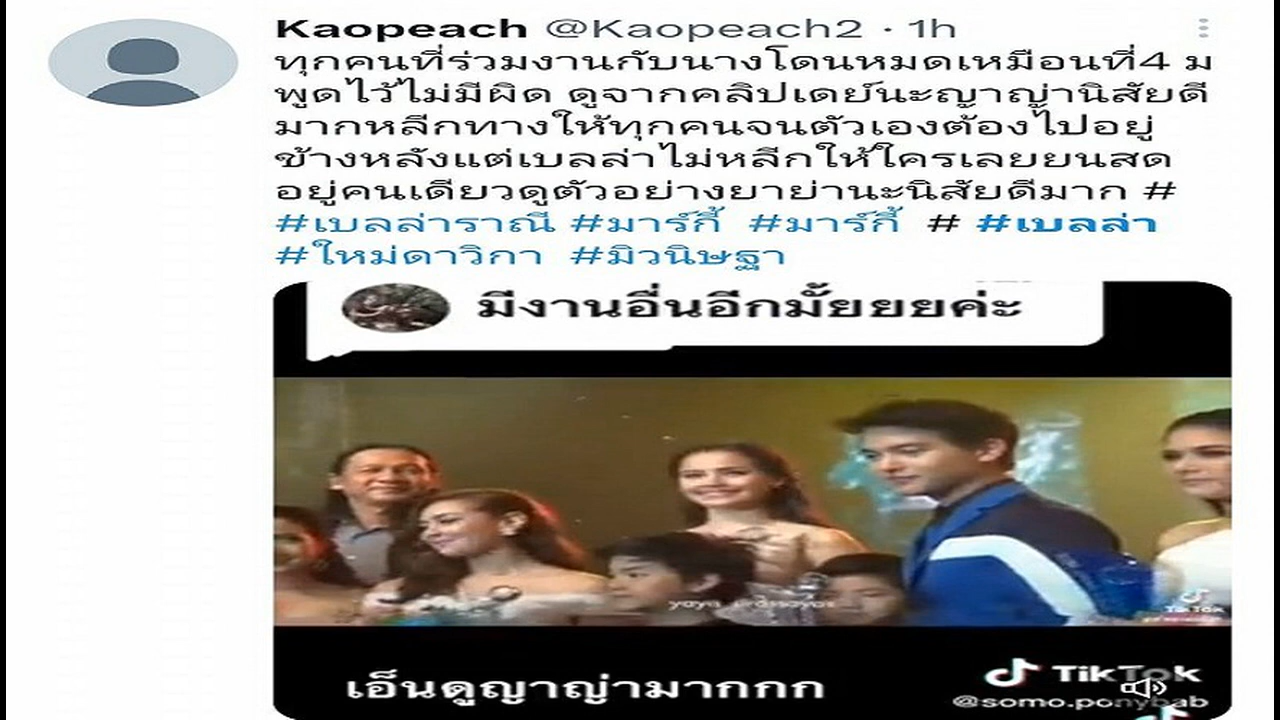 Kaopeach @Kaopeach2 · 1h
ทุกคนที่ร่วมงานกับนางโดนหมดเหมือนที่4 ม
พูดไว้ไม่มีผิด ดูจากคลิปเดย์นะญาญ่านิสัยดี
มากหลีกทางให้ทุกคนจนตัวเองต้องไปอยู่
ข้างหลังแต่เบลล่าไม่หลีกให้ใครเลยยนสด
อยู่คนเดียวดูตัวอย่างยาย่านะนิสัยดีมาก #
#เบลล่าราณี #มาร์กี้ #มาร์กี้ # #เบลล่า
#ใหม่ดาวิกา #มิวนิษฐา
มีงานอื่นอีกมั้ยยยยค่ะ
TikTok
เอ็นดูญาญ่ามากกก
TikTok
@somo.ponybab